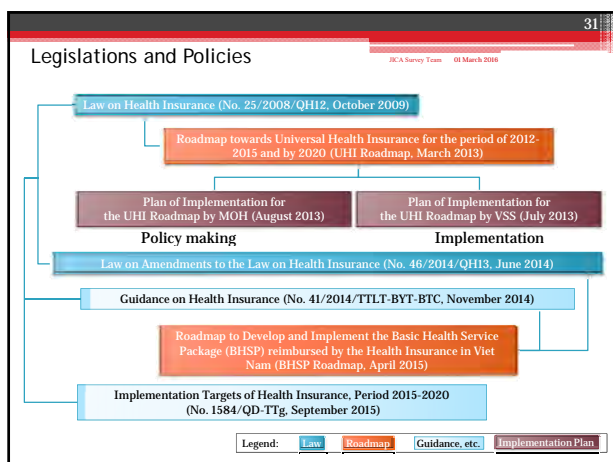 31
Legislations and Policies
JICA Survey Team 01 March 2016
Law on Health Insurance (No. 25/2008/QH12, October 2009)
Roadmap towards Universal Health Insurance for the period of 2012-
2015 and by 2020 (UHI Roadmap, March 2013)
Plan of Implementation for
the UHI Roadmap by MOH (August 2013)
Plan of Implementation for
the UHI Roadmap by VSS (July 2013)
Policy making
Implementation
Law on Amendments to the Law on Health Insurance (No. 46/2014/QH13, June 2014)
Guidance on Health Insurance (No. 41/2014/TTLT-BYT-BTC, November 2014)
Roadmap to Develop and Implement the Basic Health Service
Package (BHSP) reimbursed by the Health Insurance in Viet
Nam (BHSP Roadmap, April 2015)
Implementation Targets of Health Insurance, Period 2015-2020
(No. 1584/QD-TTg, September 2015)
Legend: Law Roadmap Guidance, etc. Implementation Plan